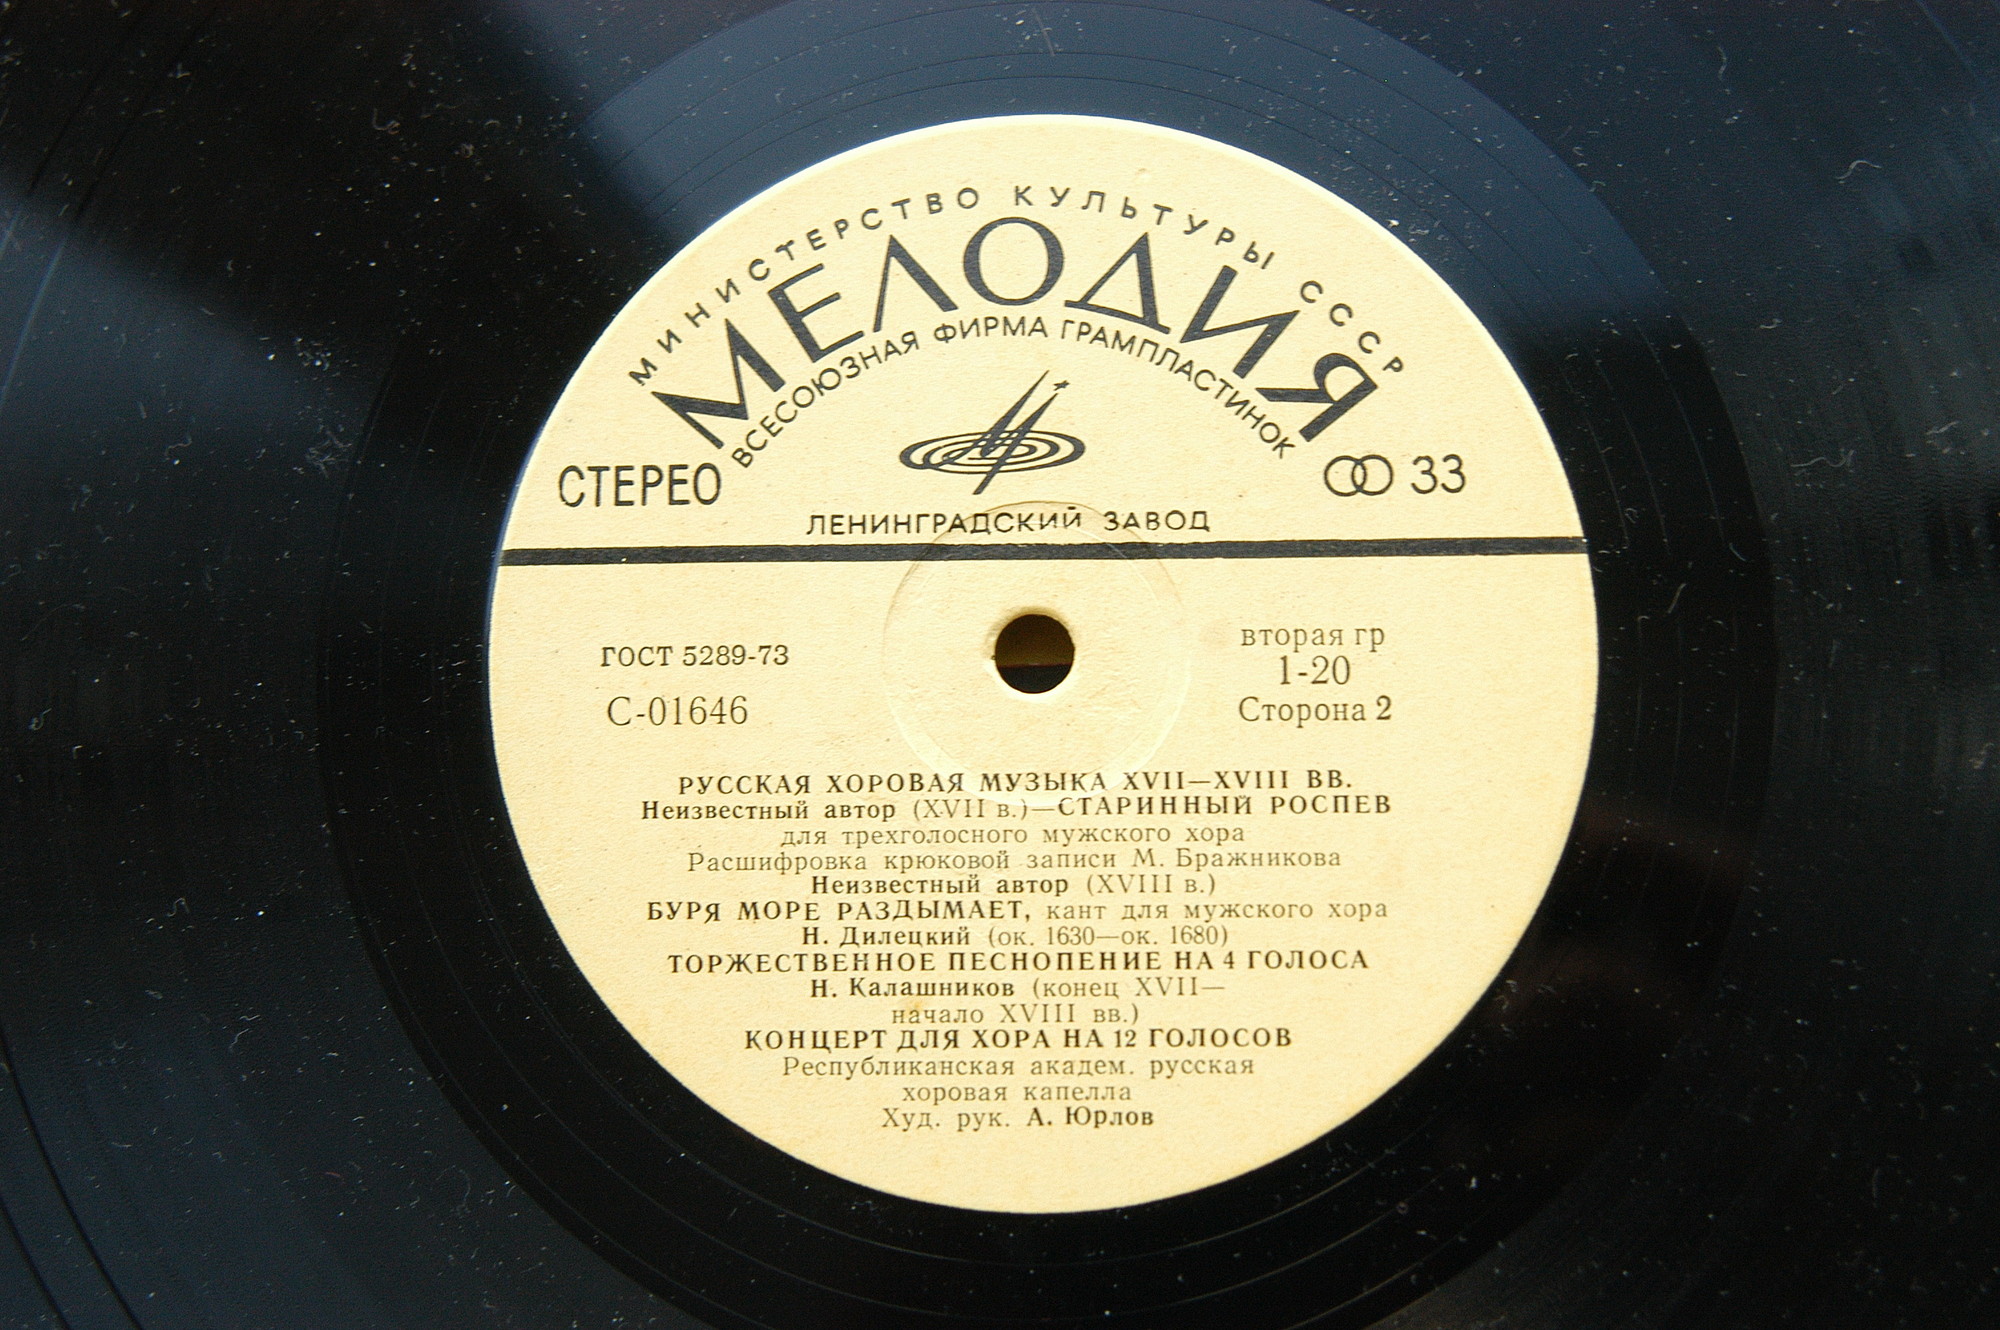 МИНИСТЕРСТВО КУЛЬТУРЫ СССР
МЕЛОДИЯ
ВСЕСОЮЗНАЯ ФИРМА ГРАМПЛАСТИНОК
СТЕРЕО
33
ЛЕНИНГРАДСКИЙ ЗАВОД
ГОСТ 5289-73
С-01646
вторая гр
1-20
Сторона 2
РУССКАЯ ХОРОВАЯ МУЗЫКА XVII—XVIII ВВ.
Неизвестный автор (XVII в.)—СТАРИННЫЙ РОСПЕВ
для трехголосного мужского хора
Расшифровка крюковой записи М. Бражникова
Неизвестный автор (XVIII в.)
БУРЯ МОРЕ РАЗДЫМАЕТ, кант для мужского хора
Н. Дилецкий (ок. 1630—ок. 1680)
ТОРЖЕСТВЕННОЕ ПЕСНОПЕНИЕ НА 4 ГОЛОСА
Н. Калашников (конец XVII—
начало XVIII вв.)
КОНЦЕРТ ДЛЯ ХОРА НА 12 ГОЛОСОВ
Республиканская академ. русская
хоровая капелла
Худ. рук. А. Юрлов